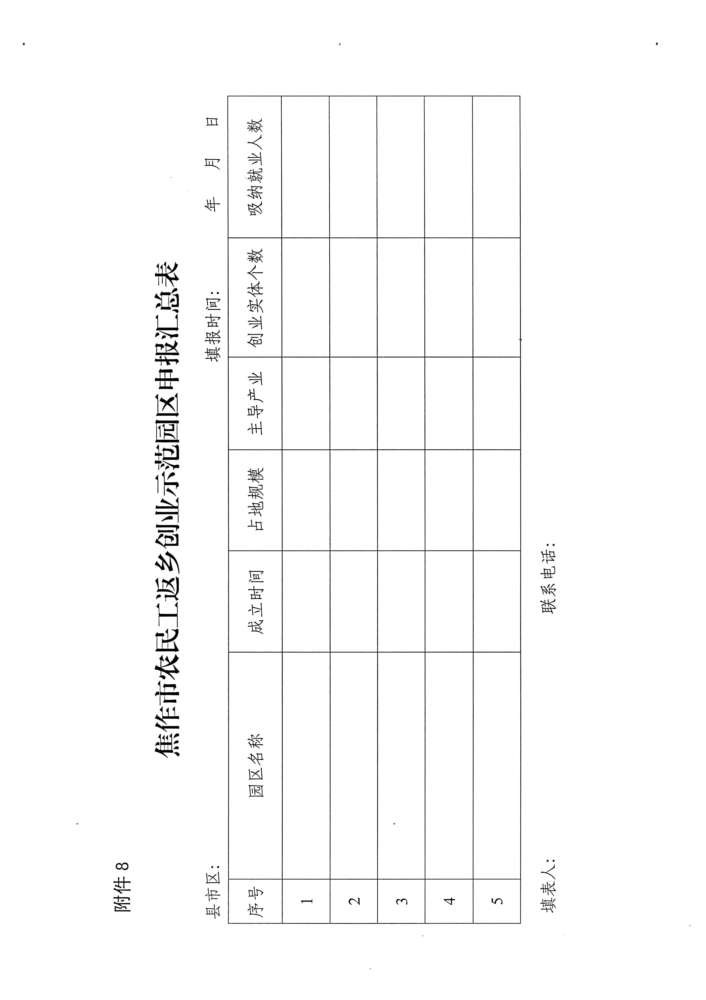 附件 8
焦作市农民工返乡创业示范园区申报汇总表
县市区： 填报时间： 年 月 日
序号 园区名称 成立时间 占地规模 主导产业 创业实体个数 吸纳就业人数
1
2
3
4
5
填表人： 联系电话：